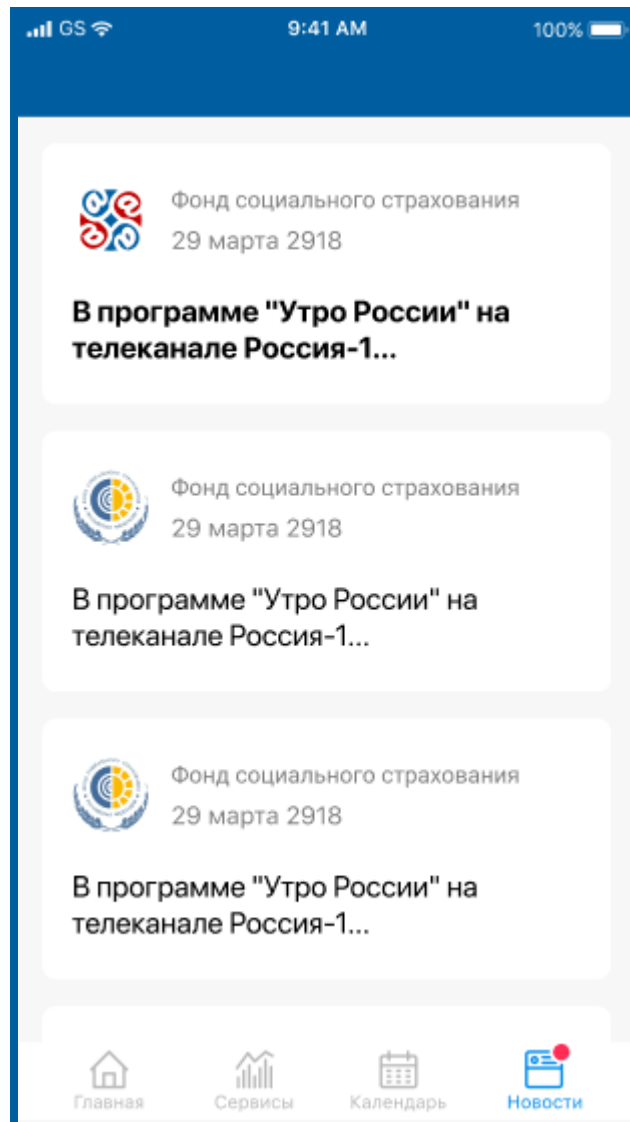 GS 9:41 AM 100%
Фонд социального страхования
29 марта 2918
В программе "Утро России" на
телеканале Россия-1...
Фонд социального страхования
29 марта 2918
В программе "Утро России" на
телеканале Россия-1...
Фонд социального страхования
29 марта 2918
В программе "Утро России" на
телеканале Россия-1...
Главная Сервисы Календарь Новости